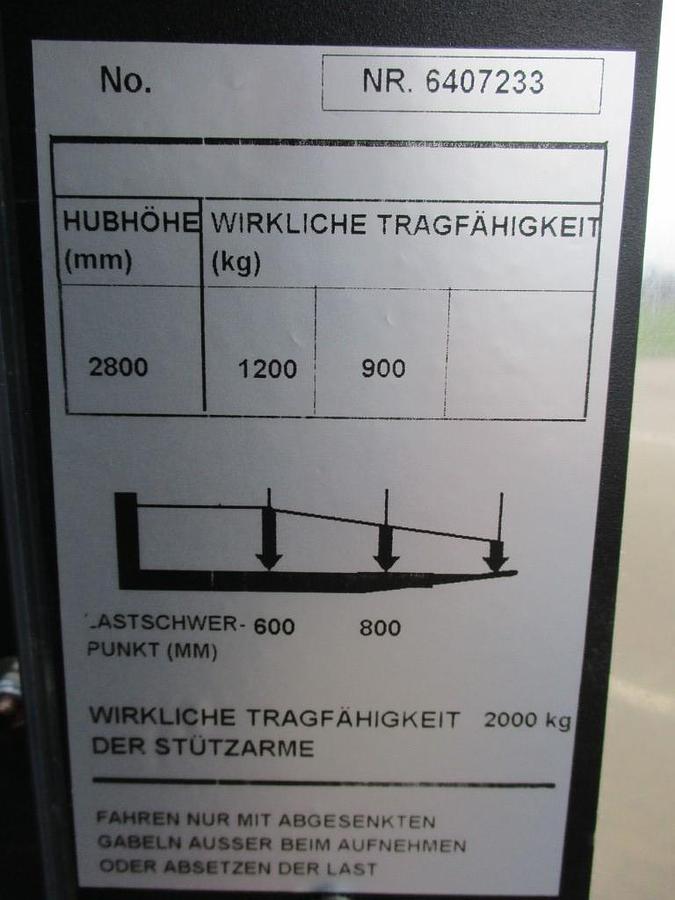 No. NR. 6407233
HUBHÖHE WIRKLICHE TRAGFÄHIGKEIT
(mm) (kg)
2800 1200 900
LASTSCHWER- 600 800
PUNKT (MM)
WIRKLICHE TRAGFÄHIGKEIT 2000 kg
DER STÜTZARME
FAHREN NUR MIT ABGESENKTEN
GABELN AUSSER BEIM AUFNEHMEN
ODER ABSETZEN DER LAST